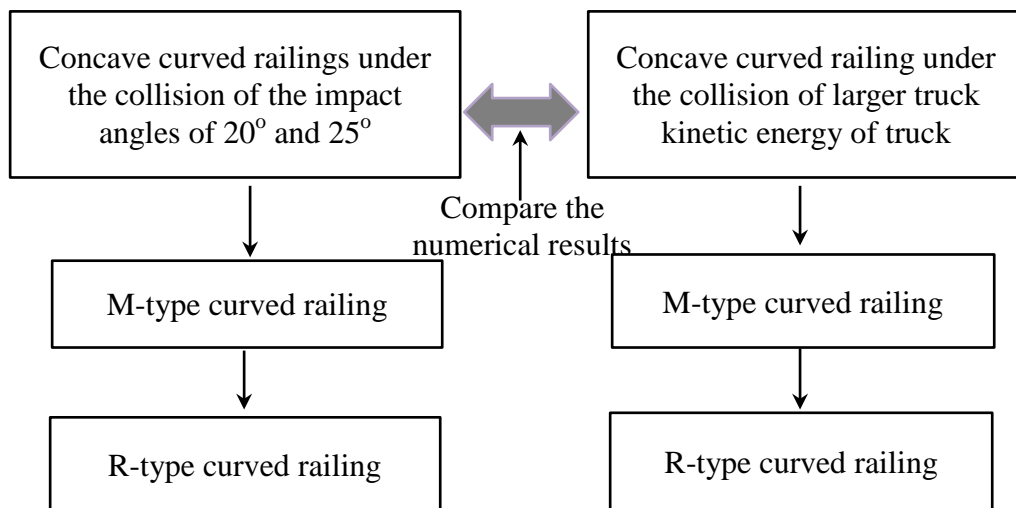 Concave curved railings under
the collision of the impact
angles of 20° and 25°
Concave curved railing under
the collision of larger truck
kinetic energy of truck
Compare the
numerical results
M-type curved railing
M-type curved railing
R-type curved railing
R-type curved railing